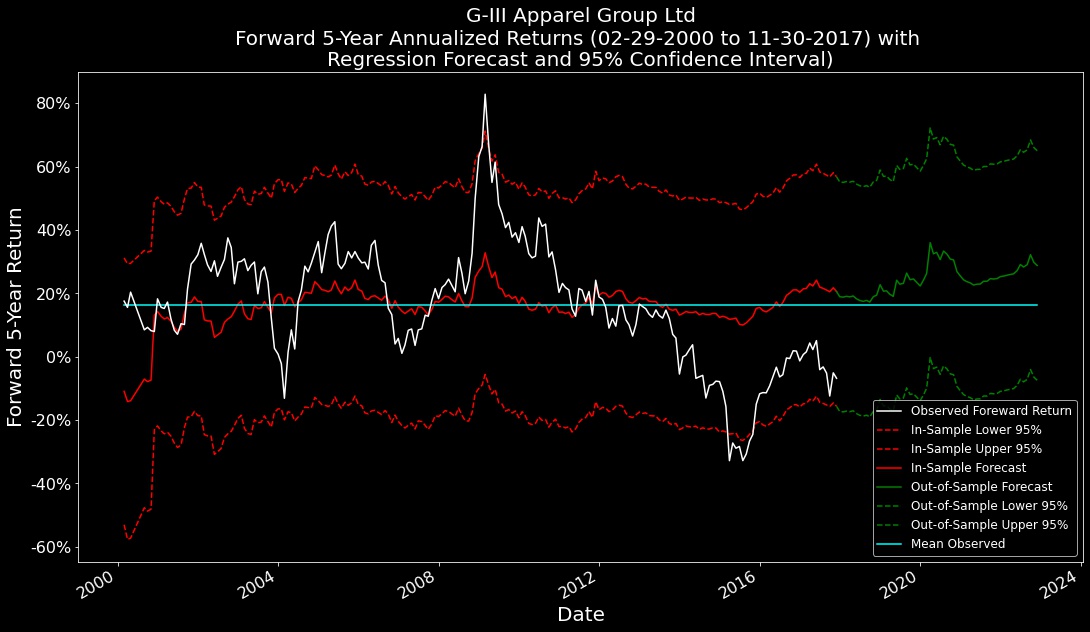 G-III Apparel Group Ltd
Forward 5-Year Annualized Returns (02-29-2000 to 11-30-2017) with
Regression Forecast and 95% Confidence Interval)
Forward 5-Year Return
80%
60%
40%
20%
0%
-20%
-40%
-60%
Observed Foreward Return
In-Sample Lower 95%
In-Sample Upper 95%
In-Sample Forecast
Out-of-Sample Forecast
Out-of-Sample Lower 95%
Out-of-Sample Upper 95%
Mean Observed
2000
2004
2008
2012
2016
2020
2024
Date